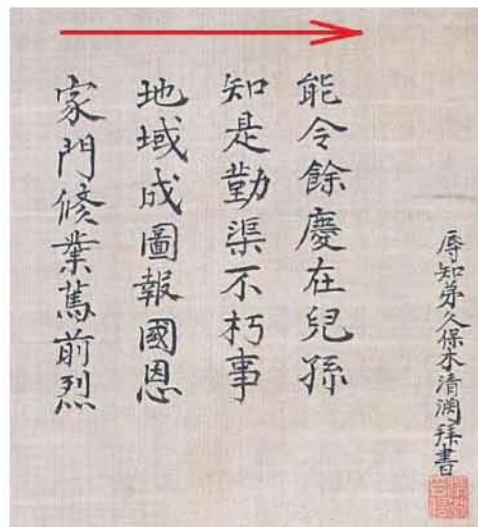 家門修業篤前烈
地域成圖報國恩
知是勤渠不朽事
能令餘慶在兒孫
辱知弟久保木清淵拜書